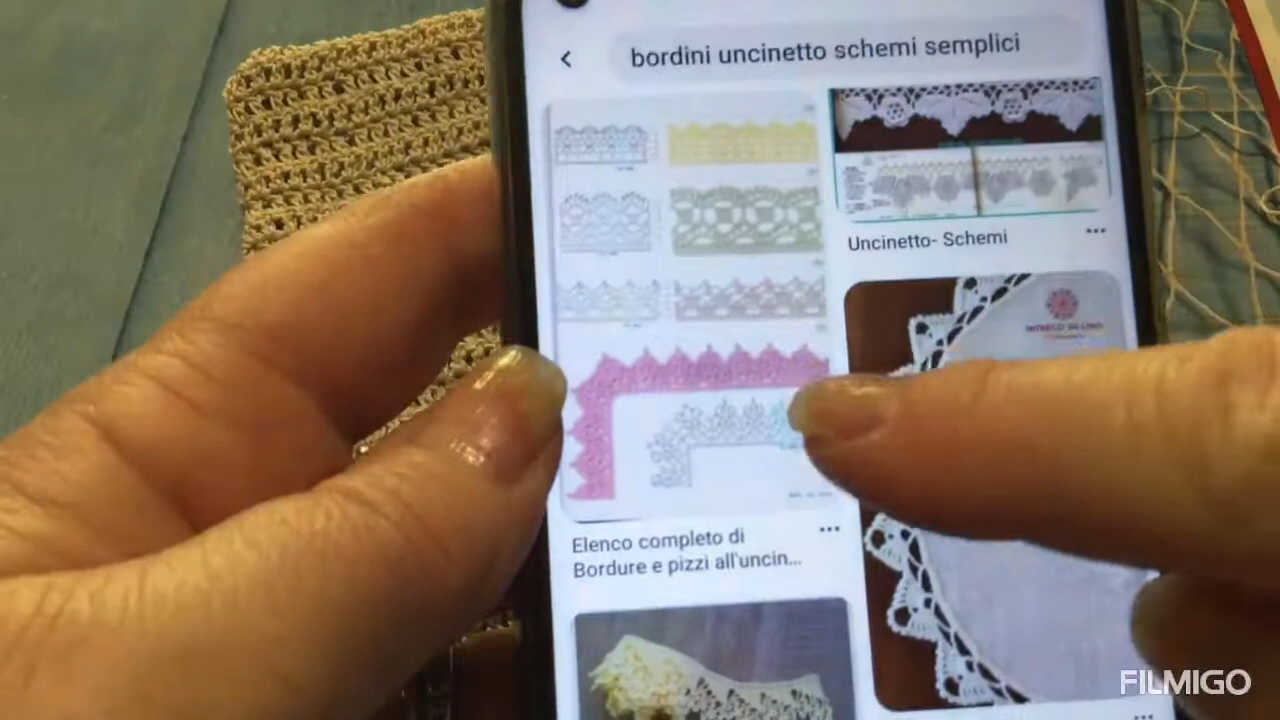 bordini uncinetto schemi semplici
Uncinetto- Schemi
Elenco completo di
Bordure e pizzi all'uncin...
FILMIGO